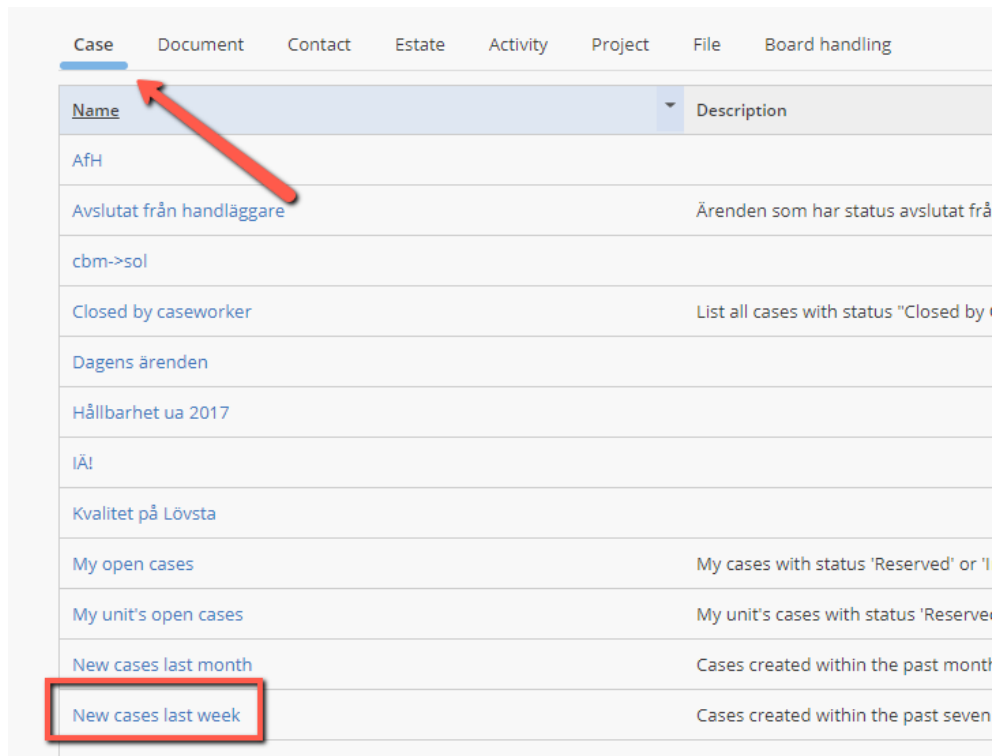 Case Document Contact Estate Activity Project File Board handling
Name Description
AfH
Avslutat från handläggare Ärenden som har status avslutat frå
cbm->sol
Closed by caseworker List all cases with status "Closed by
Dagens ärenden
Hållbarhet ua 2017
IÄ!
Kvalitet på Lövsta
My open cases My cases with status 'Reserved' or 'I
My unit's open cases My unit's cases with status 'Reserved
New cases last month Cases created within the past month
New cases last week Cases created within the past seven